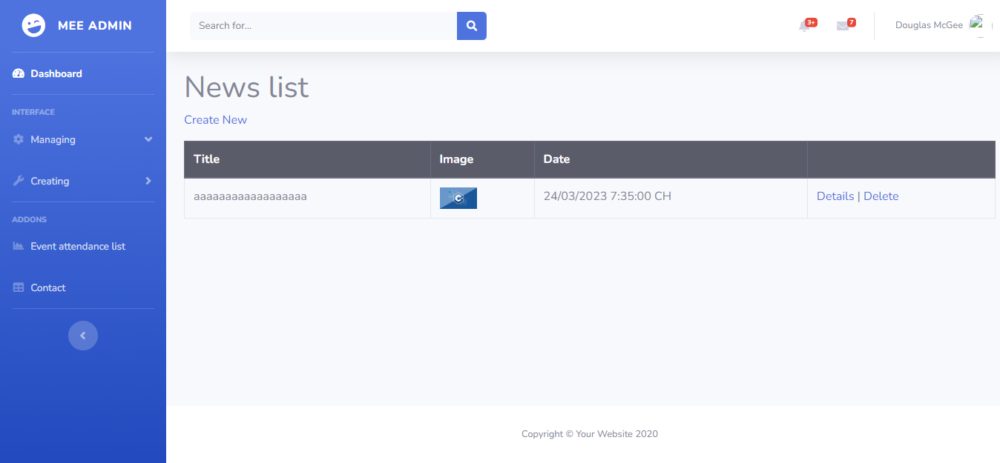 MEE ADMIN
Search for...
3+
7
Douglas McGee
Dashboard
INTERFACE
Managing
Creating
ADDONS
Event attendance list
Contact
News list
Create New
Title Image Date
aaaaaaaaaaaaaaaaaa 24/03/2023 7:35:00 CH Details | Delete
Copyright © Your Website 2020